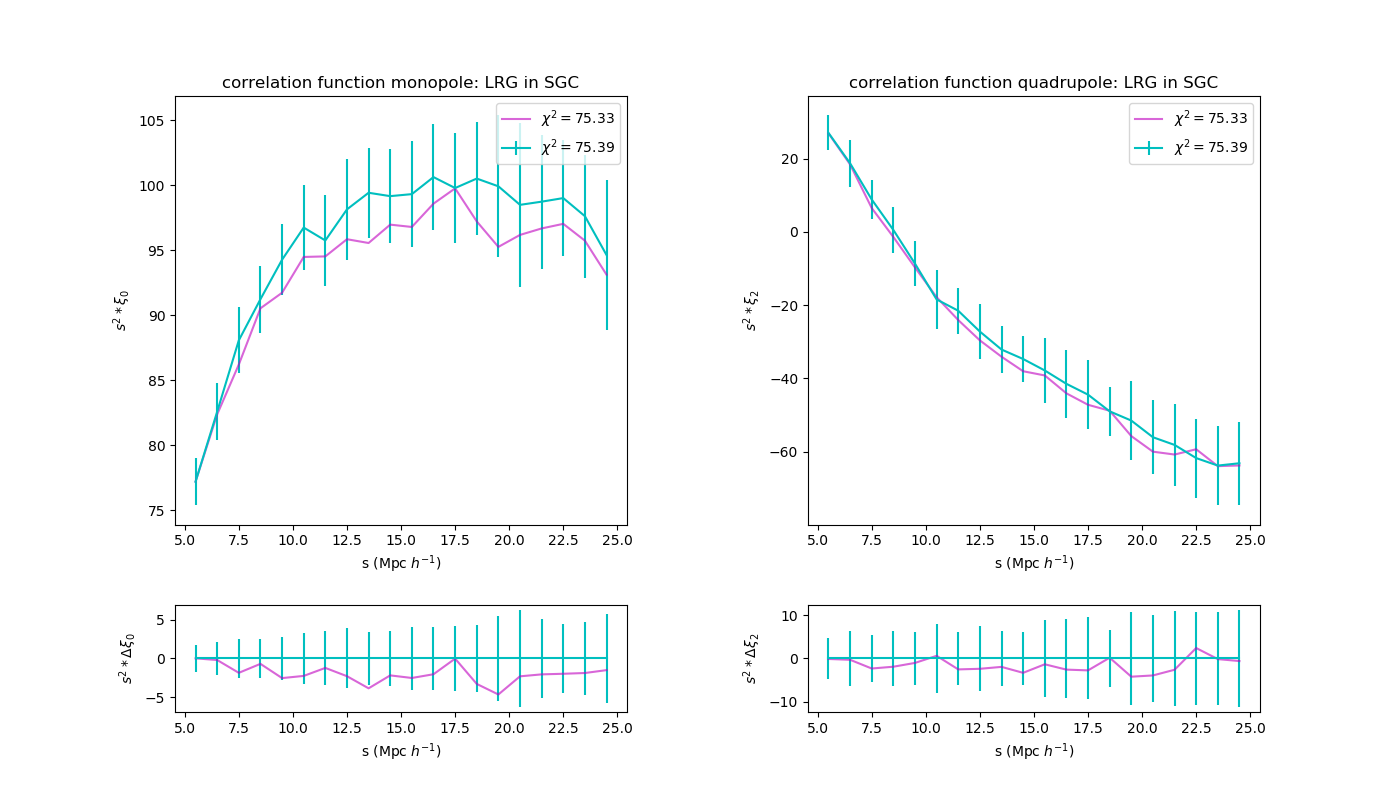 correlation function monopole: LRG in SGC
χ² = 75.33
χ² = 75.39
s² * ξ₀
105
100
95
90
85
80
75
5.0 7.5 10.0 12.5 15.0 17.5 20.0 22.5 25.0
s (Mpc h⁻¹)
correlation function quadrupole: LRG in SGC
χ² = 75.33
χ² = 75.39
s² * ξ₂
20
0
−20
−40
−60
5.0 7.5 10.0 12.5 15.0 17.5 20.0 22.5 25.0
s (Mpc h⁻¹)
s² * Δξ₀
5
0
−5
5.0 7.5 10.0 12.5 15.0 17.5 20.0 22.5 25.0
s (Mpc h⁻¹)
s² * Δξ₂
10
0
−10
5.0 7.5 10.0 12.5 15.0 17.5 20.0 22.5 25.0
s (Mpc h⁻¹)